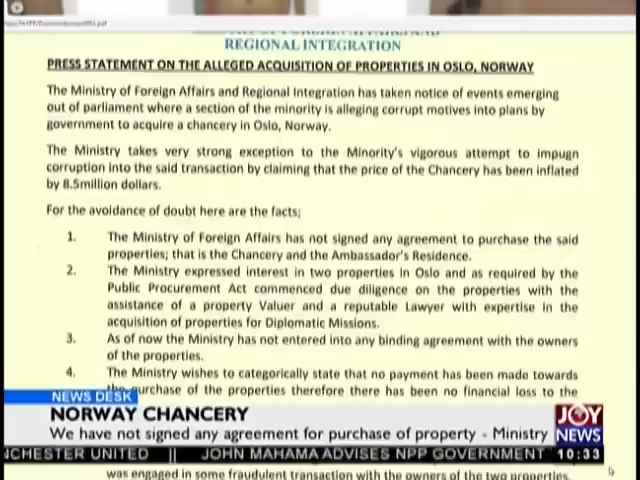 REGIONAL INTEGRATION
PRESS STATEMENT ON THE ALLEGED ACQUISITION OF PROPERTIES IN OSLO, NORWAY
The Ministry of Foreign Affairs and Regional Integration has taken notice of events emerging
out of parliament where a section of the minority is alleging corrupt motives into plans by
government to acquire a chancery in Oslo, Norway.
The Ministry takes very strong exception to the Minority's vigorous attempt to impugn
corruption into the said transaction by claiming that the price of the Chancery has been inflated
by 8.5million dollars.
For the avoidance of doubt here are the facts;
1. The Ministry of Foreign Affairs has not signed any agreement to purchase the said
properties; that is the Chancery and the Ambassador's Residence.
2. The Ministry expressed interest in two properties in Oslo and as required by the
Public Procurement Act commenced due diligence on the properties with the
assistance of a property Valuer and a reputable Lawyer with expertise in the
acquisition of properties for Diplomatic Missions.
3. As of now the Ministry has not entered into any binding agreement with the owners
of the properties.
4. The Ministry wishes to categorically state that no payment has been made towards
the purchase of the properties therefore there has been no financial loss to the
NEWS DESK
NORWAY CHANCERY
We have not signed any agreement for purchase of property - Ministry
JOY
NEWS
NCHESTER UNITED || JOHN MAHAMA ADVISES NPP GOVERNMENT
10:33
was engaged in some fraudulent transaction with the owners of the two properties.